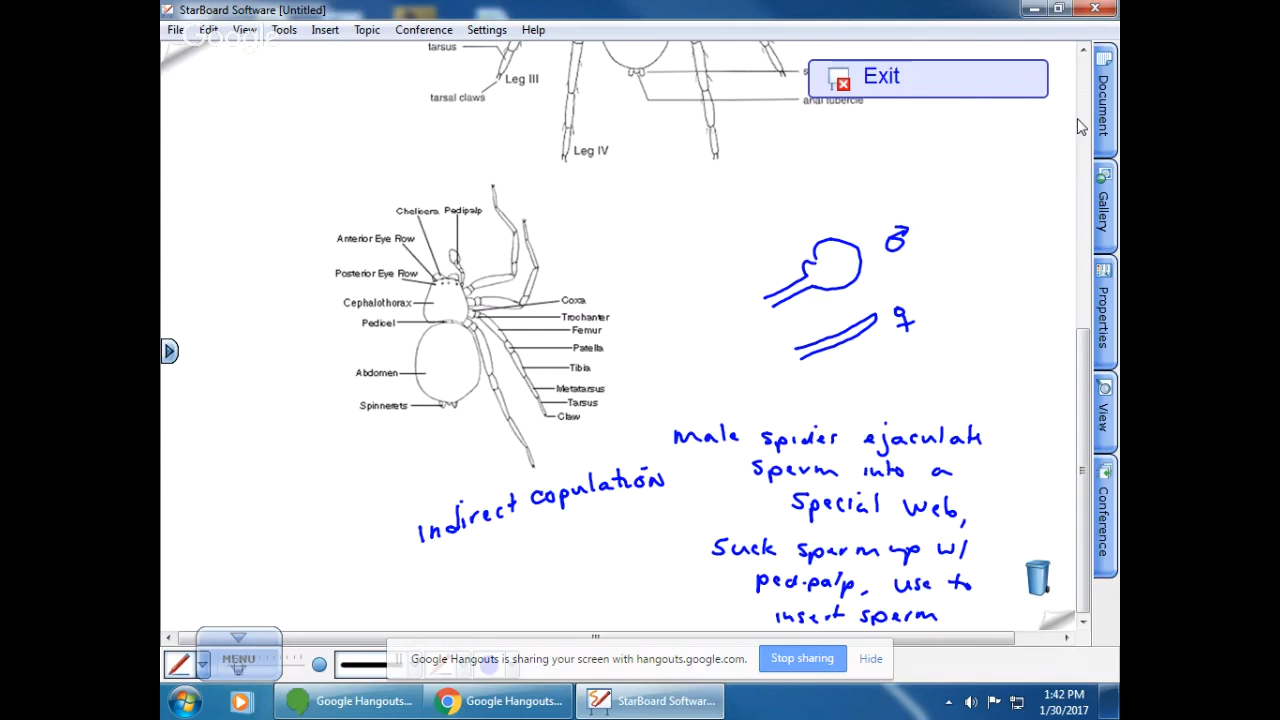 StarBoard Software [Untitled]
File Edit View Tools Insert Topic Conference Settings Help
Google
tarsus
Leg III
tarsal claws
Exit
anal tubercle
Leg IV
Chelicera Pedipalp
Anterior Eye Row
Posterior Eye Row
Cephalothorax
Pedicel
Abdomen
Spinnerets
Coxa
Trochanter
Femur
Patella
Tibia
Metatarsus
Tarsus
Claw
♂
♀
male spider ejaculate
sperm into a
special web,
suck sperm up w/
pedipalp, use to
insert sperm
indirect copulation
Document
Gallery
Properties
View
Conference
MENU
Google Hangouts is sharing your screen with hangouts.google.com.
Stop sharing
Hide
Google Hangouts...
Google Hangouts...
StarBoard Softwar...
1:42 PM
1/30/2017